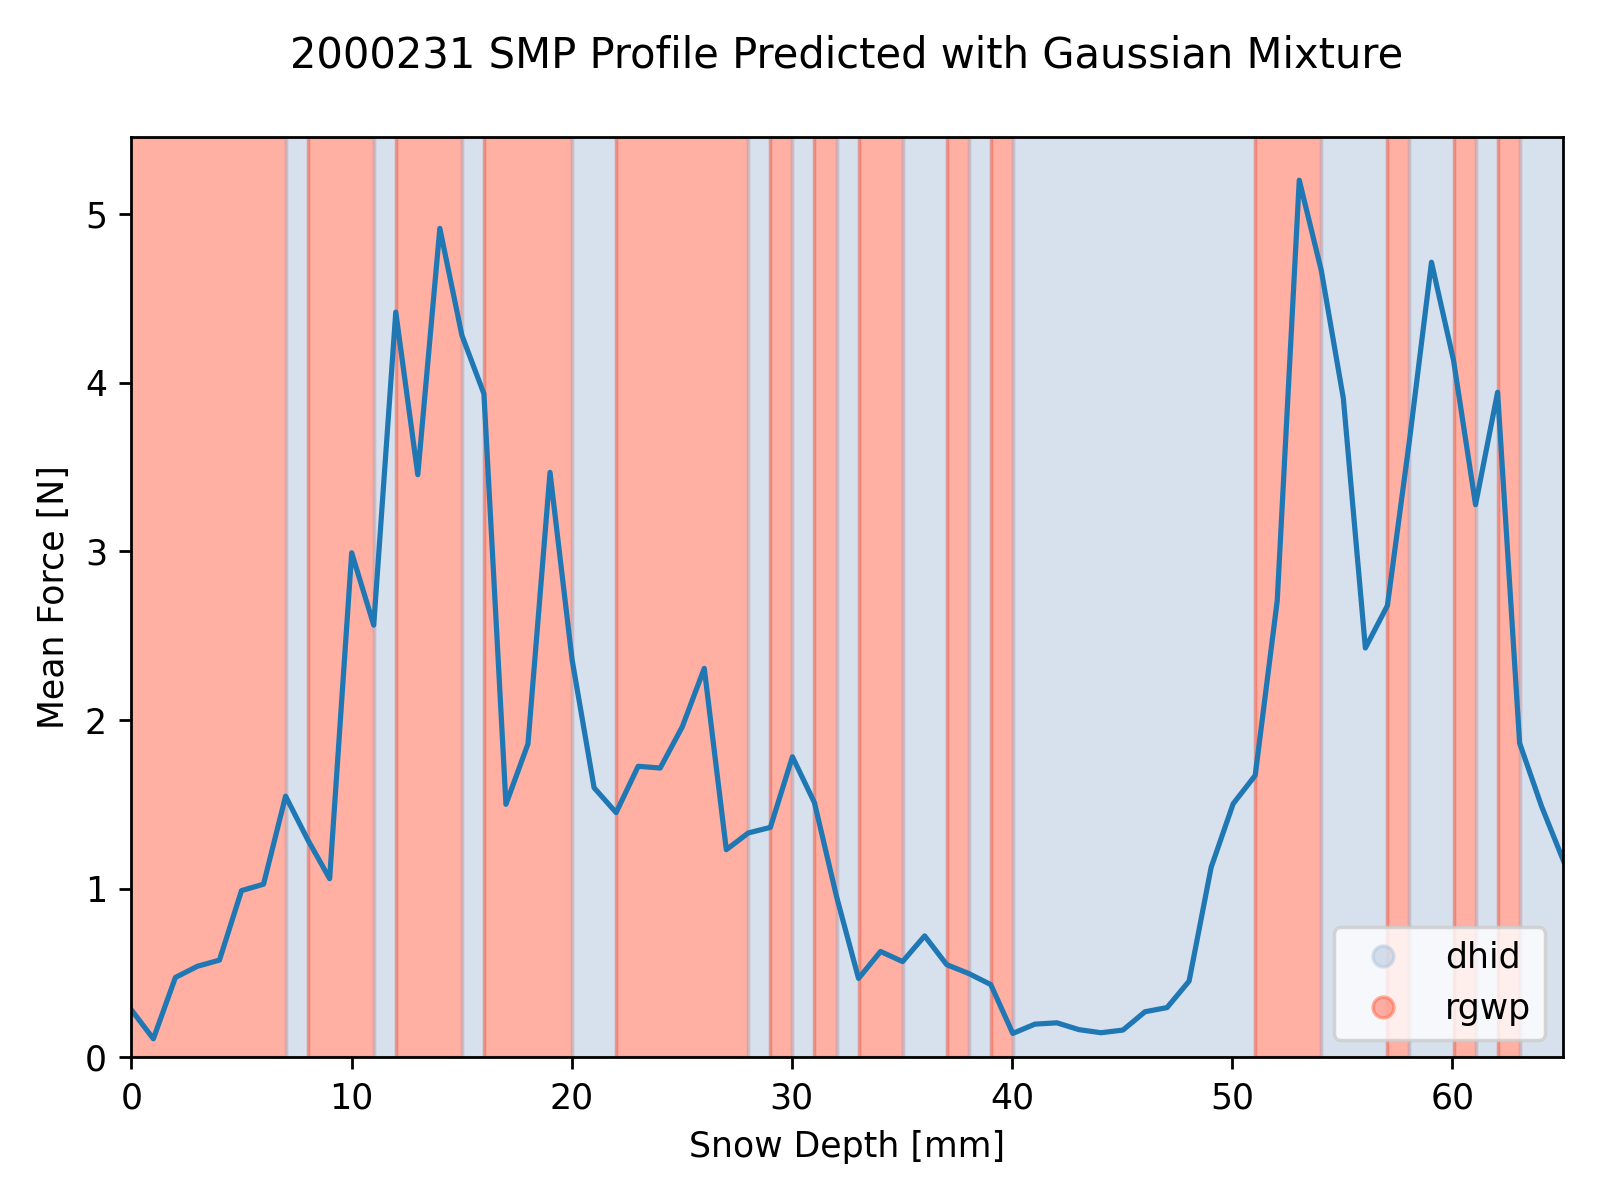 2000231 SMP Profile Predicted with Gaussian Mixture
5
4
3
2
1
0
Mean Force [N]
dhid
rgwp
0 10 20 30 40 50 60
Snow Depth [mm]